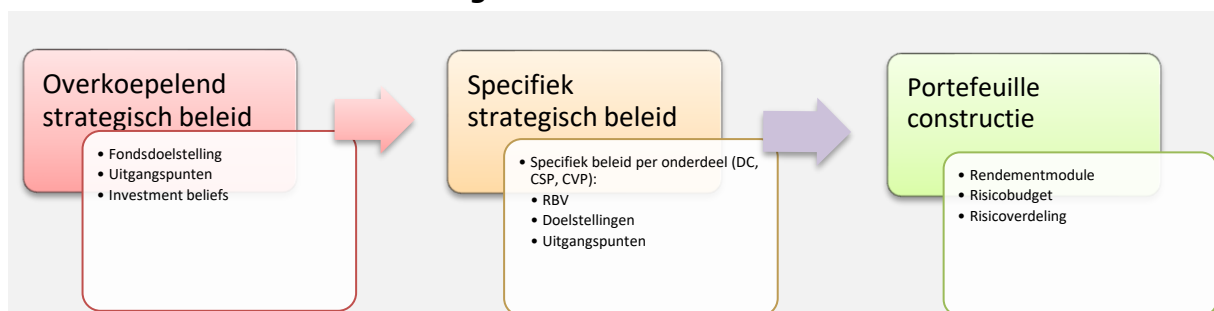 Overkoepelend
strategisch beleid
• Fondsdoelstelling
• Uitgangspunten
• Investment beliefs
Specifiek
strategisch beleid
• Specifiek beleid per onderdeel (DC,
CSP, CVP):
• RBV
• Doelstellingen
• Uitgangspunten
Portefeuille
constructie
• Rendementmodule
• Risicobudget
• Risicoverdeling